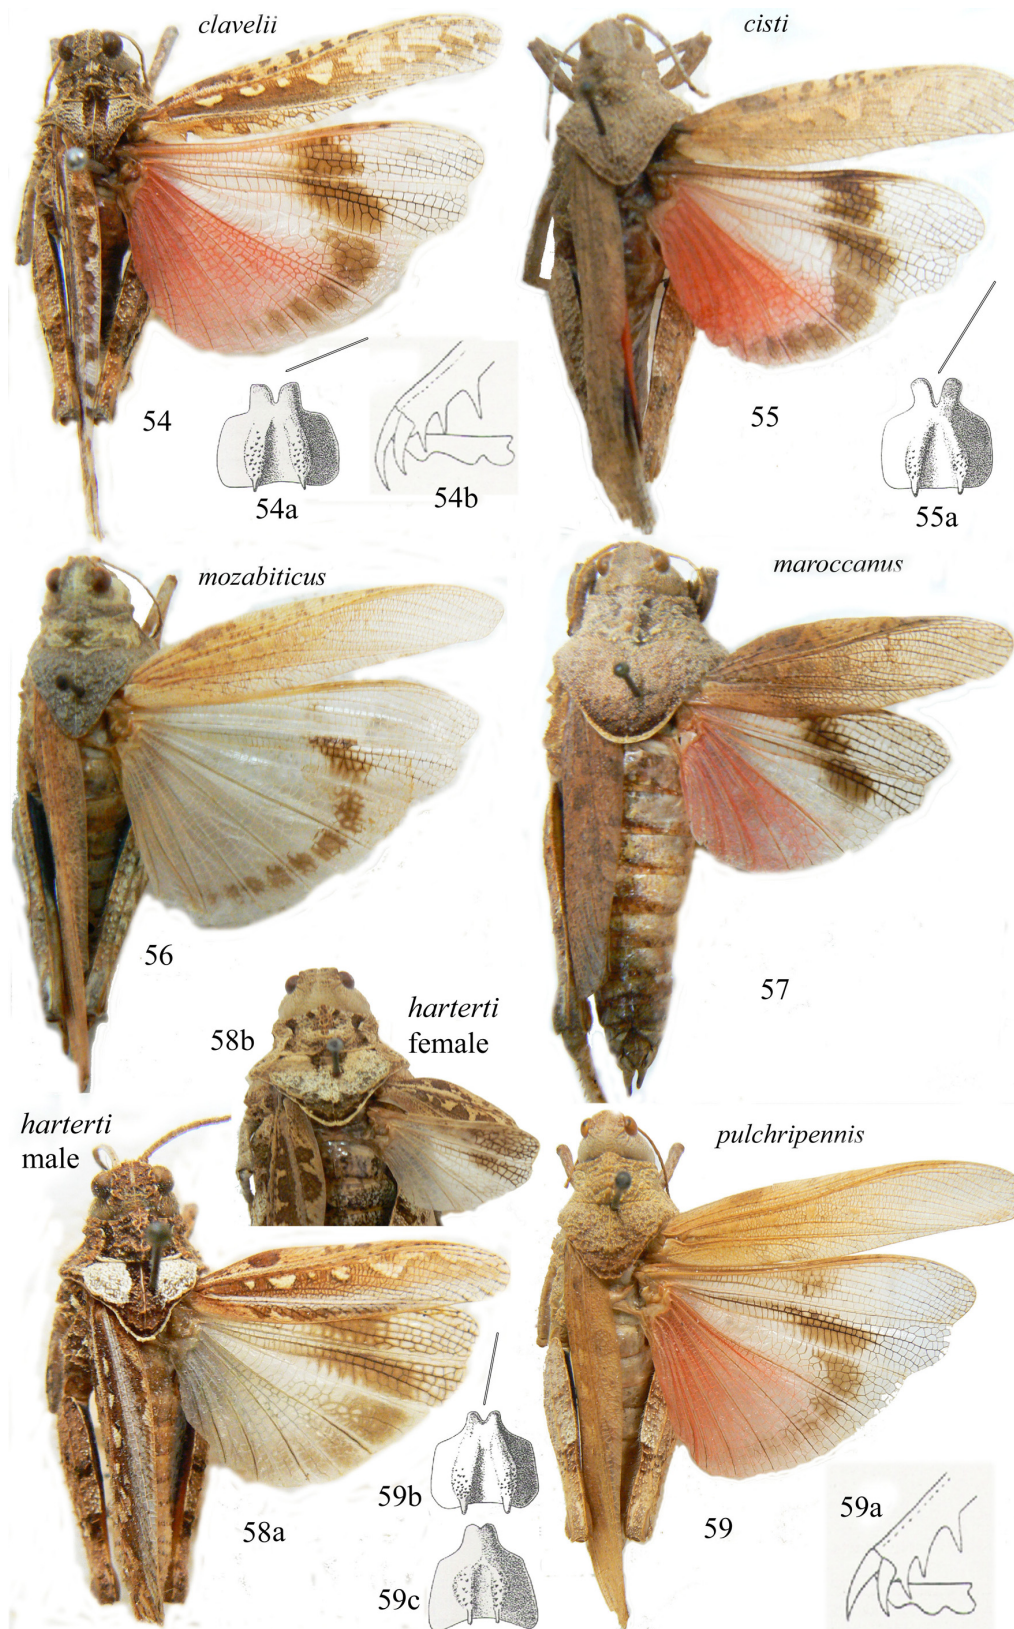 clavelii
cisti
54
54a
54b
55
55a
mozabiticus
maroccanus
56
57
58b
harterti
female
harterti
male
pulchripennis
58a
59b
59c
59
59a